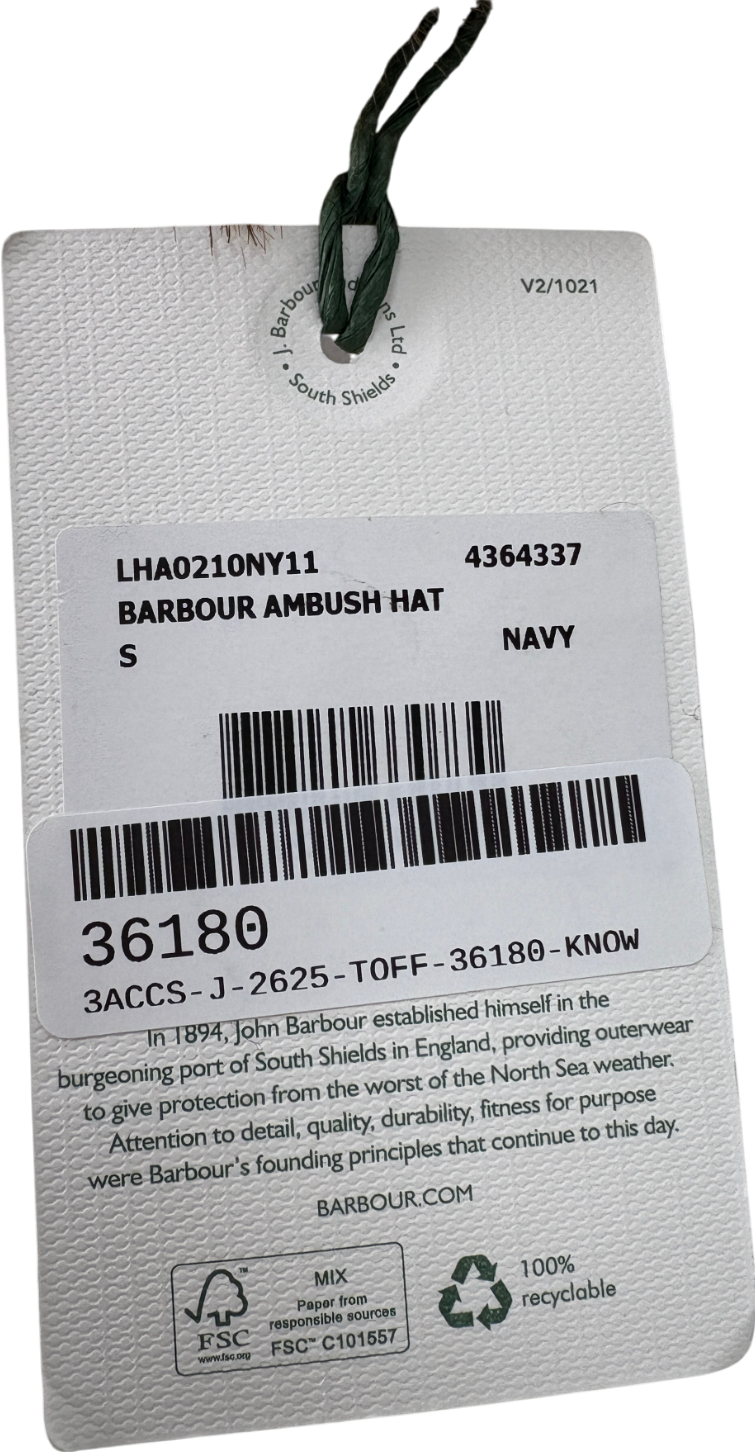 V2/1021
J. Barbour
ns Ltd
• South Shields •
LHA0210NY11 4364337
BARBOUR AMBUSH HAT
S NAVY
36180
3ACCS-J-2625-TOFF-36180-KNOW
In 1894, John Barbour established himself in the
burgeoning port of South Shields in England, providing outerwear
to give protection from the worst of the North Sea weather.
Attention to detail, quality, durability, fitness for purpose
were Barbour's founding principles that continue to this day.
BARBOUR.COM
FSC
www.fsc.org
MIX
Paper from
responsible sources
FSC™ C101557
100%
recyclable